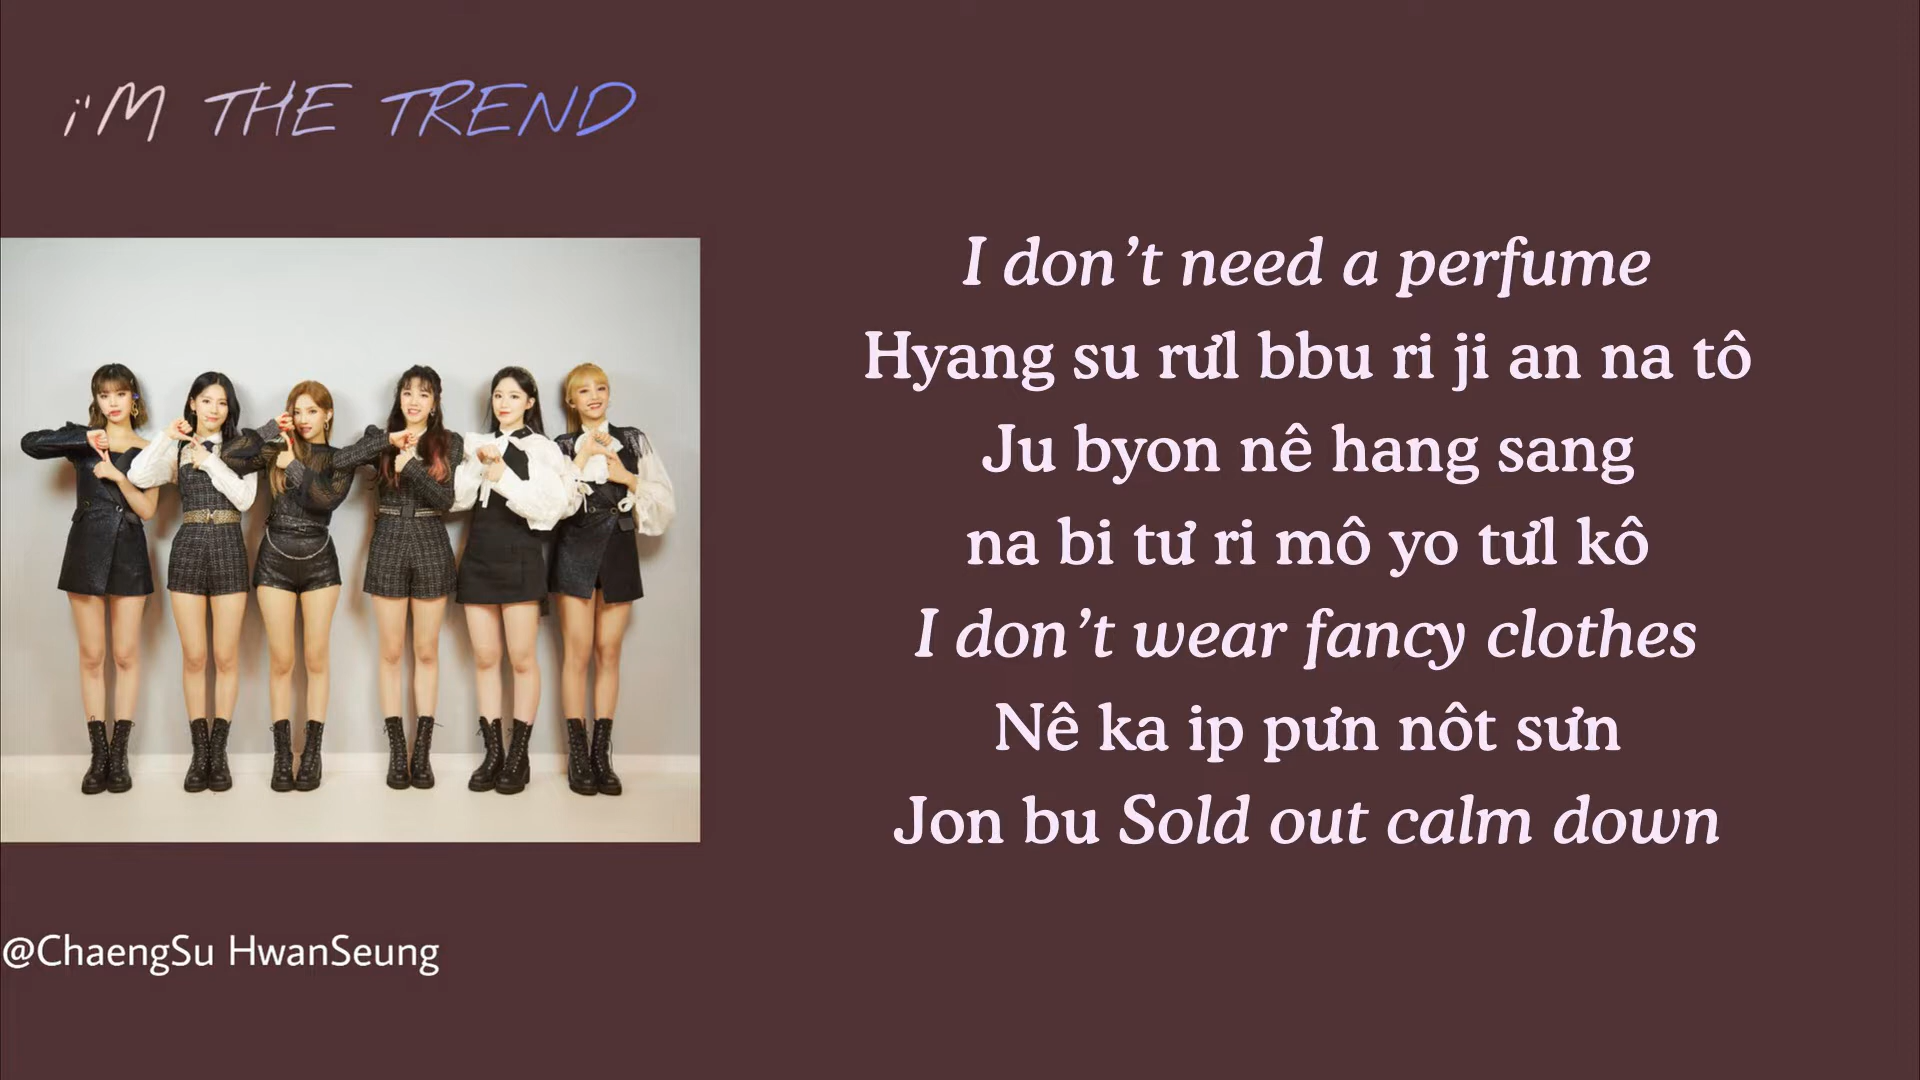 i'M THE TREND
I don’t need a perfume
Hyang su rưl bbu ri ji an na tô
Ju byon nê hang sang
na bi tư ri mô yo tưl kô
I don’t wear fancy clothes
Nê ka ip pưn nôt sưn
Jon bu Sold out calm down
@ChaengSu HwanSeung